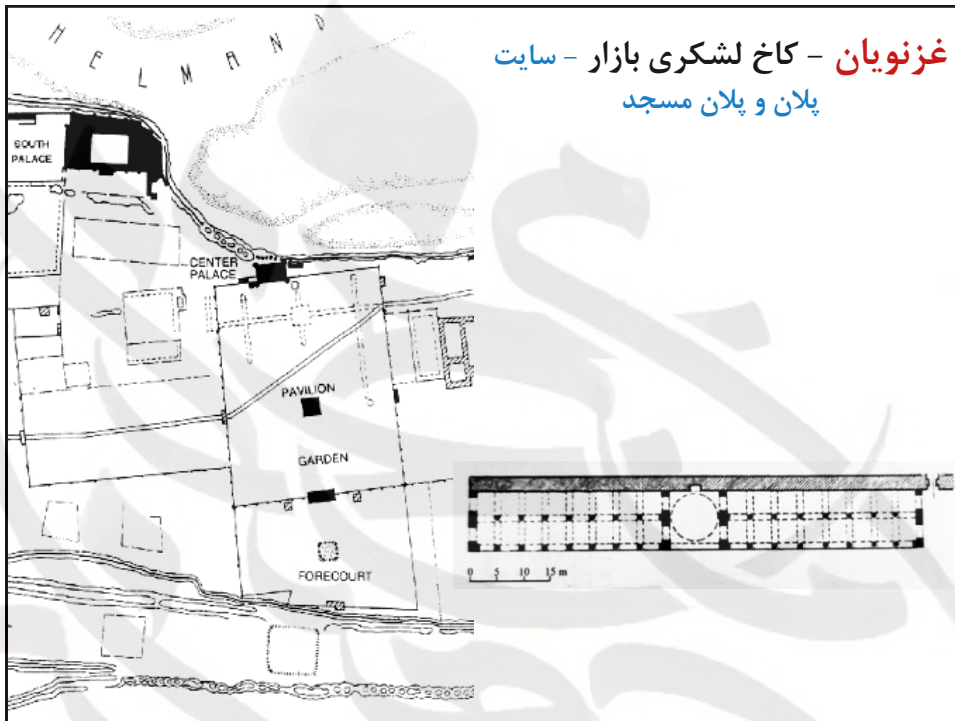 غزنویان - کاخ لشکری بازار - سایت
پلان و پلان مسجد
HELMAND
SOUTH
PALACE
CENTER
PALACE
PAVILION
GARDEN
FORECOURT
0 5 10 15 m